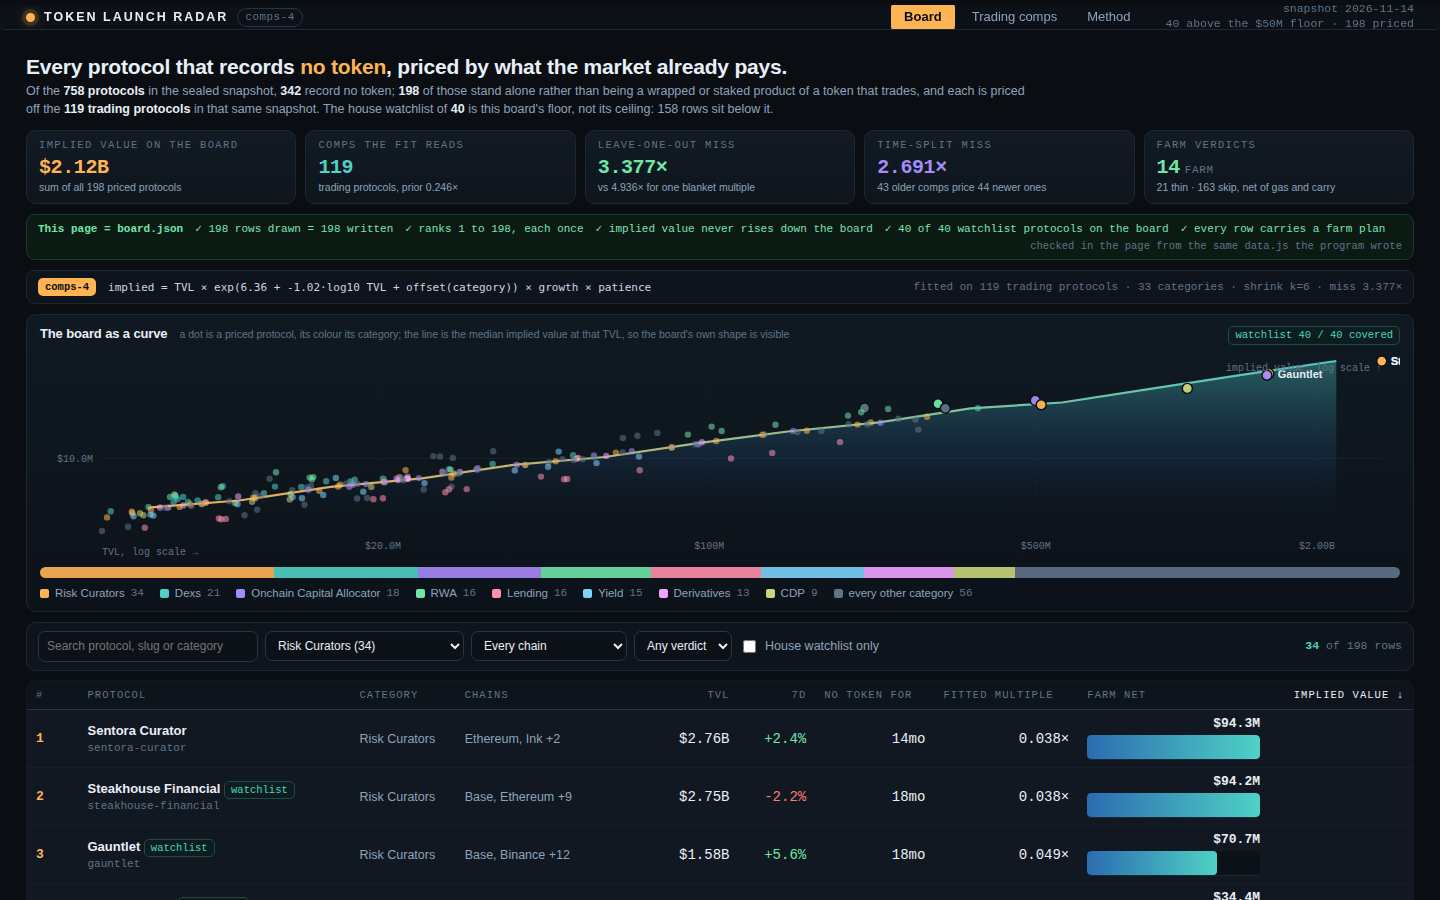 TOKEN LAUNCH RADAR comps-4 Board Trading comps Method
snapshot 2026-11-14
40 above the $50M floor · 198 priced
Every protocol that records no token, priced by what the market already pays.
Of the 758 protocols in the sealed snapshot, 342 record no token; 198 of those stand alone rather than being a wrapped or staked product of a token that trades, and each is priced
off the 119 trading protocols in that same snapshot. The house watchlist of 40 is this board's floor, not its ceiling: 158 rows sit below it.
IMPLIED VALUE ON THE BOARD
$2.12B
sum of all 198 priced protocols
COMPS THE FIT READS
119
trading protocols, prior 0.246×
LEAVE-ONE-OUT MISS
3.377×
vs 4.936× for one blanket multiple
TIME-SPLIT MISS
2.691×
43 older comps price 44 newer ones
FARM VERDICTS
14 FARM
21 thin · 163 skip, net of gas and carry
This page = board.json ✓ 198 rows drawn = 198 written ✓ ranks 1 to 198, each once ✓ implied value never rises down the board ✓ 40 of 40 watchlist protocols on the board ✓ every row carries a farm plan
checked in the page from the same data.js the program wrote
comps-4 implied = TVL × exp(6.36 + -1.02·log10 TVL + offset(category)) × growth × patience
fitted on 119 trading protocols · 33 categories · shrink k=6 · miss 3.377×
The board as a curve a dot is a priced protocol, its colour its category; the line is the median implied value at that TVL, so the board's own shape is visible
watchlist 40 / 40 covered
implied value, log scale ↑
Gauntlet
$10.0M
TVL, log scale →
$20.0M $100M $500M $2.00B
Risk Curators 34 Dexs 21 Onchain Capital Allocator 18 RWA 16 Lending 16 Yield 15 Derivatives 13 CDP 9 every other category 56
Search protocol, slug or category Risk Curators (34) Every chain Any verdict House watchlist only 34 of 198 rows
# PROTOCOL CATEGORY CHAINS TVL 7D NO TOKEN FOR FITTED MULTIPLE FARM NET IMPLIED VALUE ↓
1 Sentora Curator Risk Curators Ethereum, Ink +2 $2.76B +2.4% 14mo 0.038× $94.3M
sentora-curator
2 Steakhouse Financial watchlist Risk Curators Base, Ethereum +9 $2.75B -2.2% 18mo 0.038× $94.2M
steakhouse-financial
3 Gauntlet watchlist Risk Curators Base, Binance +12 $1.58B +5.6% 18mo 0.049× $70.7M
gauntlet
$34.4M